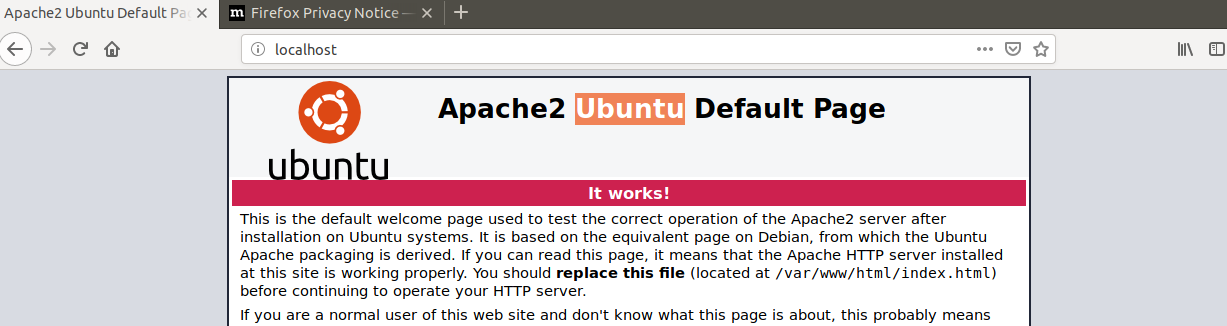 Apache2 Ubuntu Default Pa
Firefox Privacy Notice —
localhost
ubuntu
Apache2 Ubuntu Default Page
It works!
This is the default welcome page used to test the correct operation of the Apache2 server after
installation on Ubuntu systems. It is based on the equivalent page on Debian, from which the Ubuntu
Apache packaging is derived. If you can read this page, it means that the Apache HTTP server installed
at this site is working properly. You should replace this file (located at /var/www/html/index.html)
before continuing to operate your HTTP server.
If you are a normal user of this web site and don't know what this page is about, this probably means